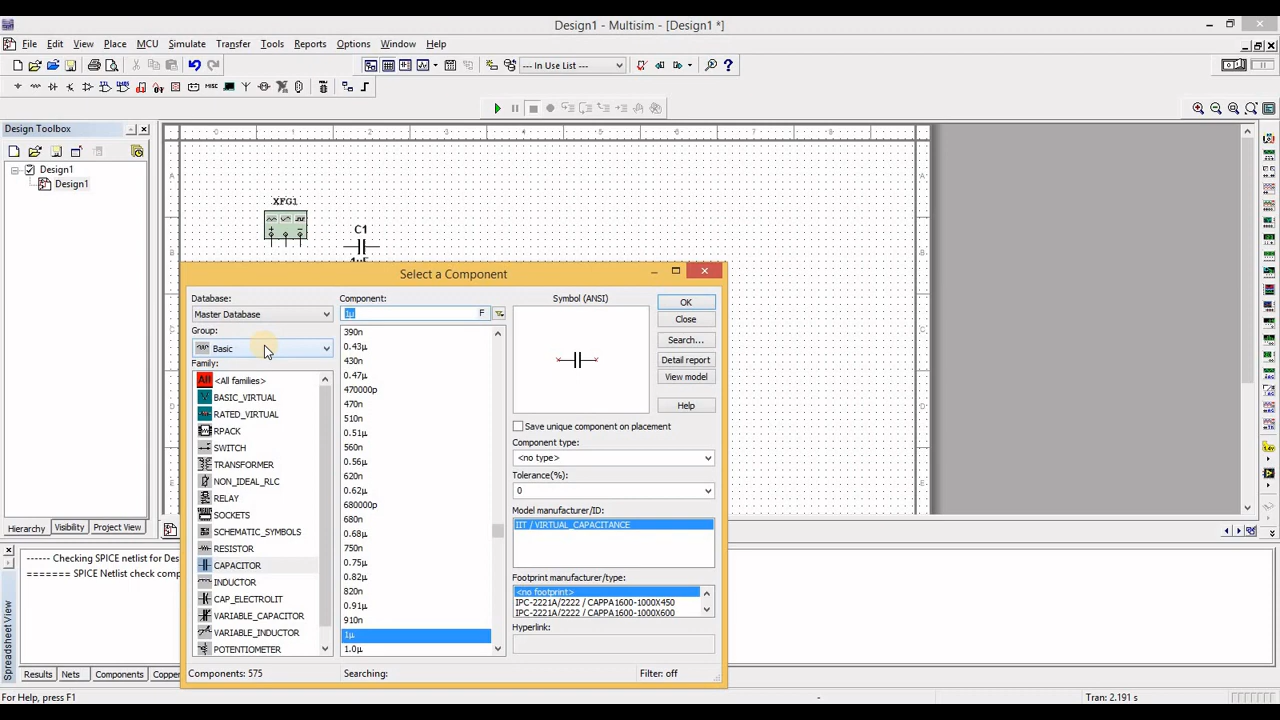 Design1 - Multisim - [Design1 *]
File Edit View Place MCU Simulate Transfer Tools Reports Options Window Help
--- In Use List ---
Design Toolbox
Design1
Design1
XFG1
C1
Select a Component
Database:
Master Database
Group:
Basic
Family:
<All families>
BASIC_VIRTUAL
RATED_VIRTUAL
RPACK
SWITCH
TRANSFORMER
NON_IDEAL_RLC
RELAY
SOCKETS
SCHEMATIC_SYMBOLS
RESISTOR
CAPACITOR
INDUCTOR
CAP_ELECTROLIT
VARIABLE_CAPACITOR
VARIABLE_INDUCTOR
POTENTIOMETER
Components: 575
Component:
1µ
F
390n
0.43µ
430n
0.47µ
470000p
470n
510n
0.51µ
560n
0.56µ
620n
0.62µ
680000p
680n
0.68µ
750n
0.75µ
0.82µ
820n
0.91µ
910n
1µ
1.0µ
Searching:
Symbol (ANSI)
OK
Close
Search...
Detail report
View model
Help
Save unique component on placement
Component type:
<no type>
Tolerance(%)
0
Model manufacturer/ID:
IIT / VIRTUAL_CAPACITANCE
Footprint manufacturer/type:
<no footprint>
IPC-2221A/2222 / CAPPA1600-1000X450
IPC-2221A/2222 / CAPPA1600-1000X600
Hyperlink:
Filter: off
Hierarchy Visibility Project View
Spreadsheet View
------ Checking SPICE netlist for Des
======= SPICE Netlist check comp
Results Nets Components Copper
For Help, press F1
-
Tran: 2.191 s